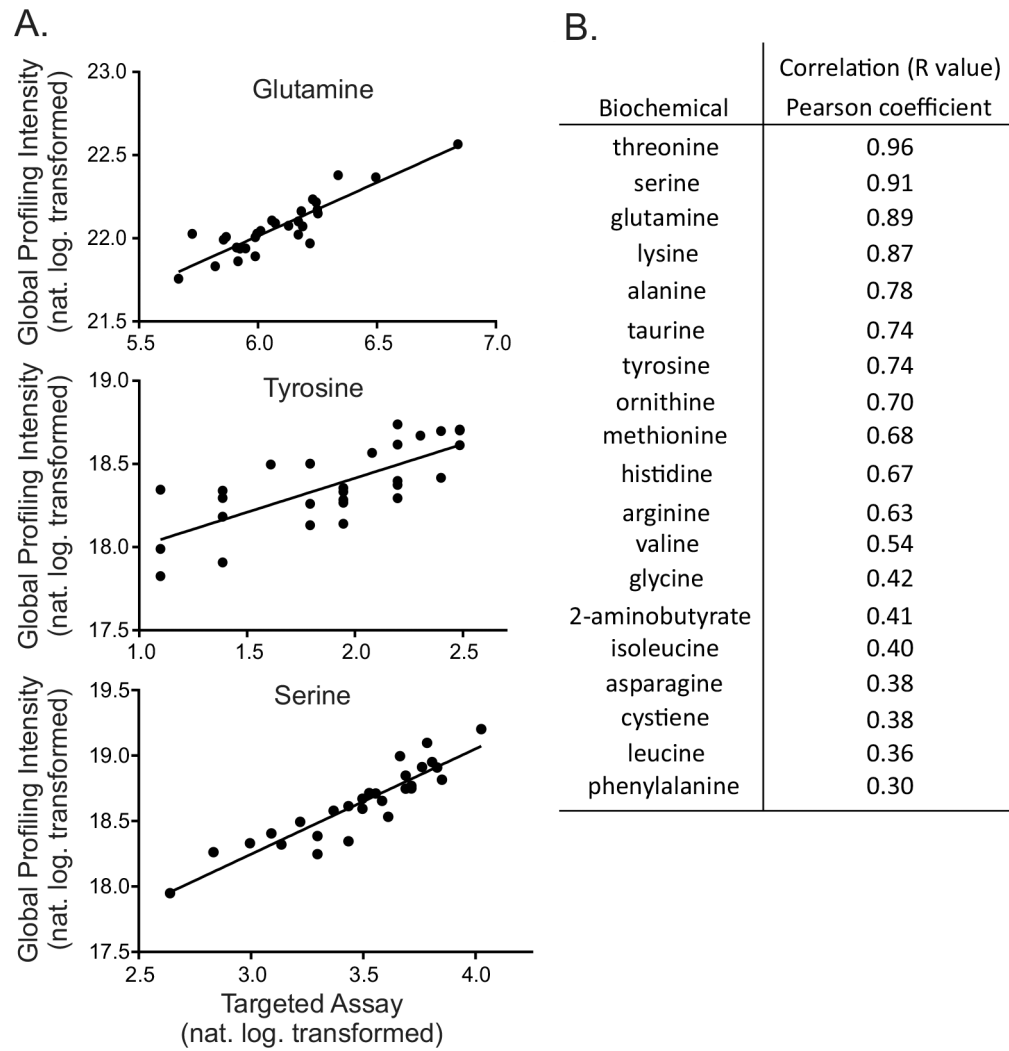 A.
Global Profiling Intensity
(nat. log. transformed)
Glutamine
23.0
22.5
22.0
21.5
5.5 6.0 6.5 7.0
Global Profiling Intensity
(nat. log. transformed)
Tyrosine
19.0
18.5
18.0
17.5
1.0 1.5 2.0 2.5
Global Profiling Intensity
(nat. log. transformed)
Serine
19.5
19.0
18.5
18.0
17.5
2.5 3.0 3.5 4.0
Targeted Assay
(nat. log. transformed)
B.
Correlation (R value)
Biochemical Pearson coefficient
threonine 0.96
serine 0.91
glutamine 0.89
lysine 0.87
alanine 0.78
taurine 0.74
tyrosine 0.74
ornithine 0.70
methionine 0.68
histidine 0.67
arginine 0.63
valine 0.54
glycine 0.42
2-aminobutyrate 0.41
isoleucine 0.40
asparagine 0.38
cystiene 0.38
leucine 0.36
phenylalanine 0.30